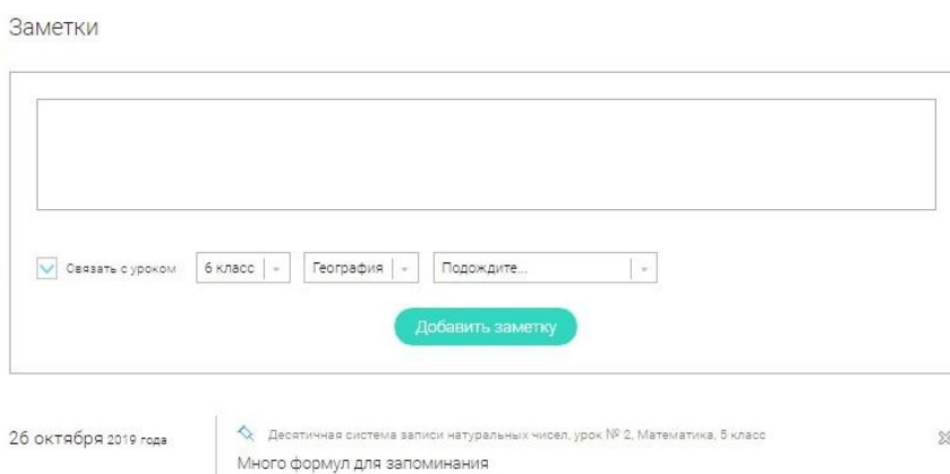 Заметки
Связать с уроком 6 класс География Подождите...
Добавить заметку
26 октября 2019 года
Десятичная система записи натуральных чисел, урок № 2, Математика, 5 класс
Много формул для запоминания